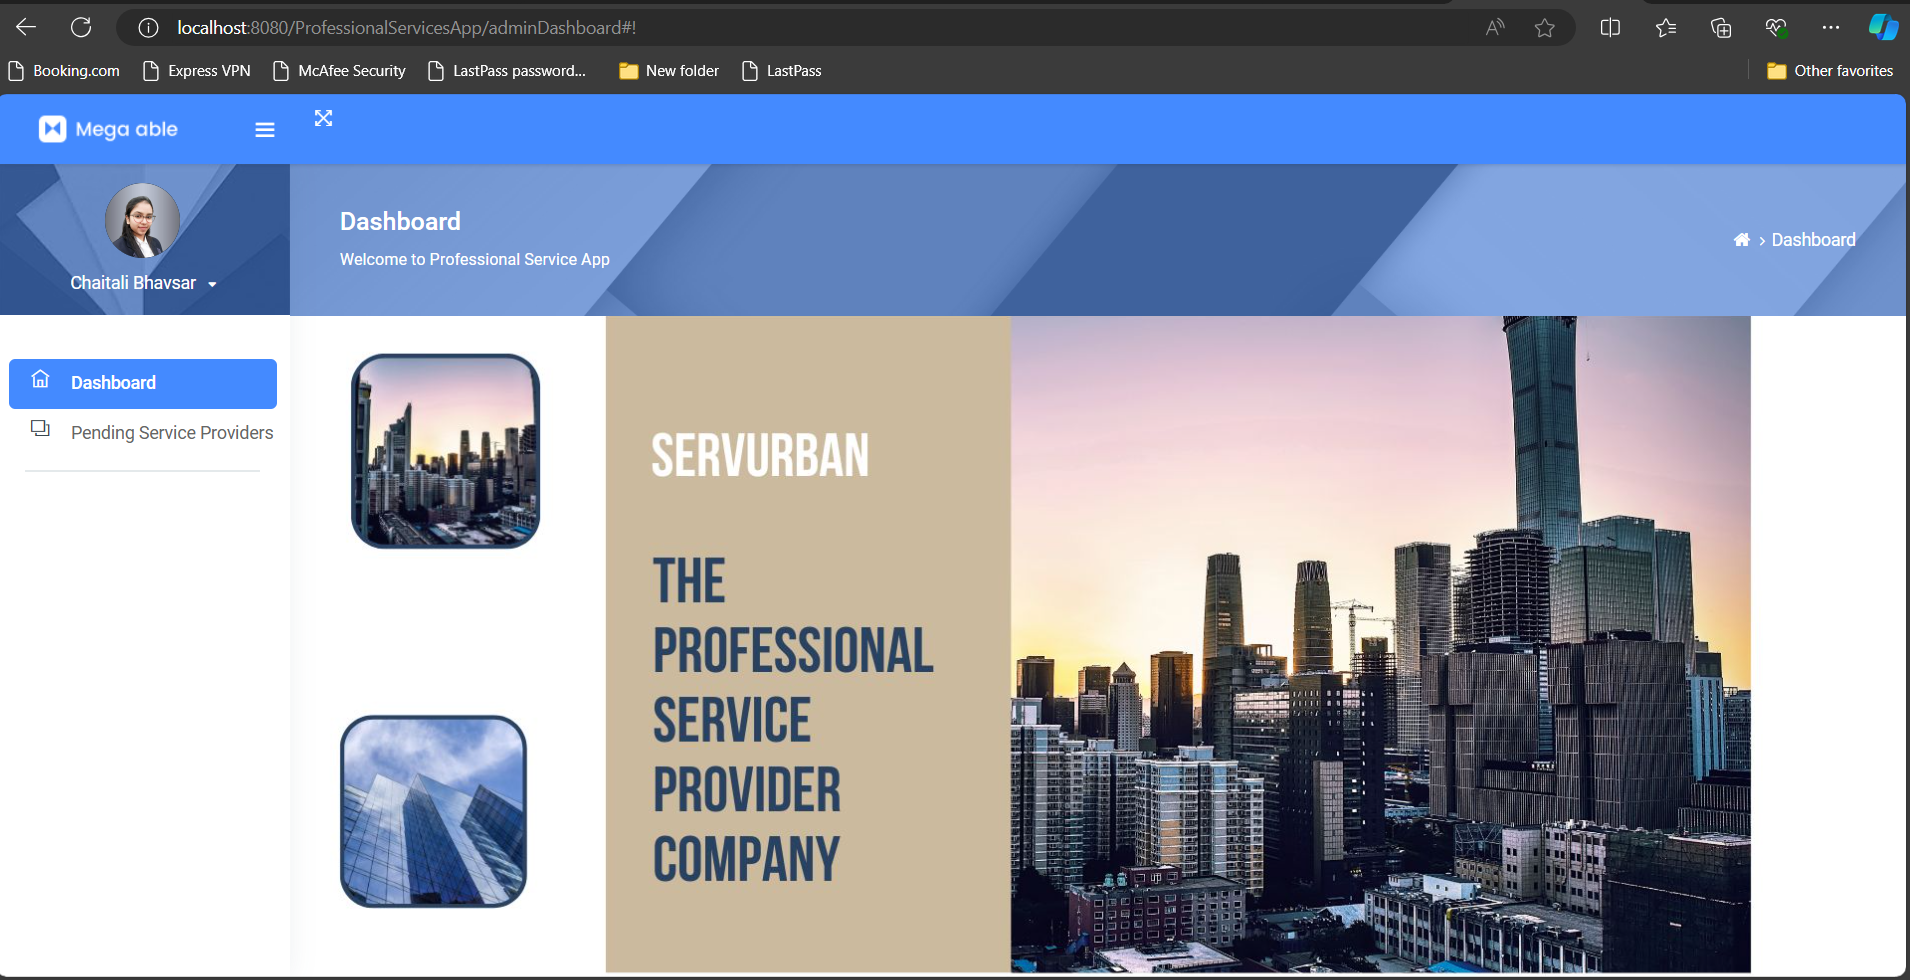 localhost:8080/ProfessionalServicesApp/adminDashboard#!
Booking.com Express VPN McAfee Security LastPass password... New folder LastPass Other favorites
Mega able
Chaitali Bhavsar
Dashboard
Welcome to Professional Service App
> Dashboard
Dashboard
Pending Service Providers
SERVURBAN
THE
PROFESSIONAL
SERVICE
PROVIDER
COMPANY